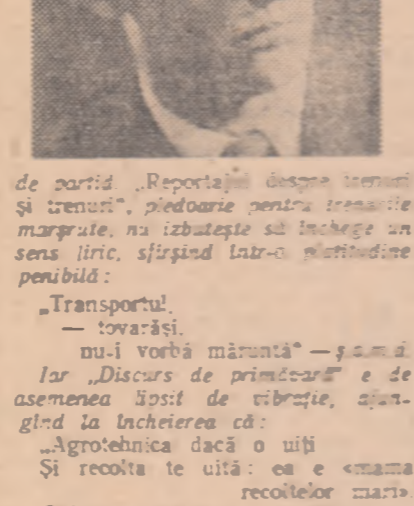 de partid. „Reportajul despre trenuri
și trenuri", pledoarie pentru trenurile
marșrute, nu izbutește să închege un
sens liric, sfîrșind într-o platitudine
penibilă :
„Transportul,
— tovarăși,
nu-i vorbă măruntă" — ș.a.m.d.
Iar „Discurs de primăvară" e de
asemenea lipsit de vibrație, ajun-
gînd la încheierea că :
„Agrotehnica dacă o uiți
Și recolta te uită : ea e «mama
recoltelor mari».